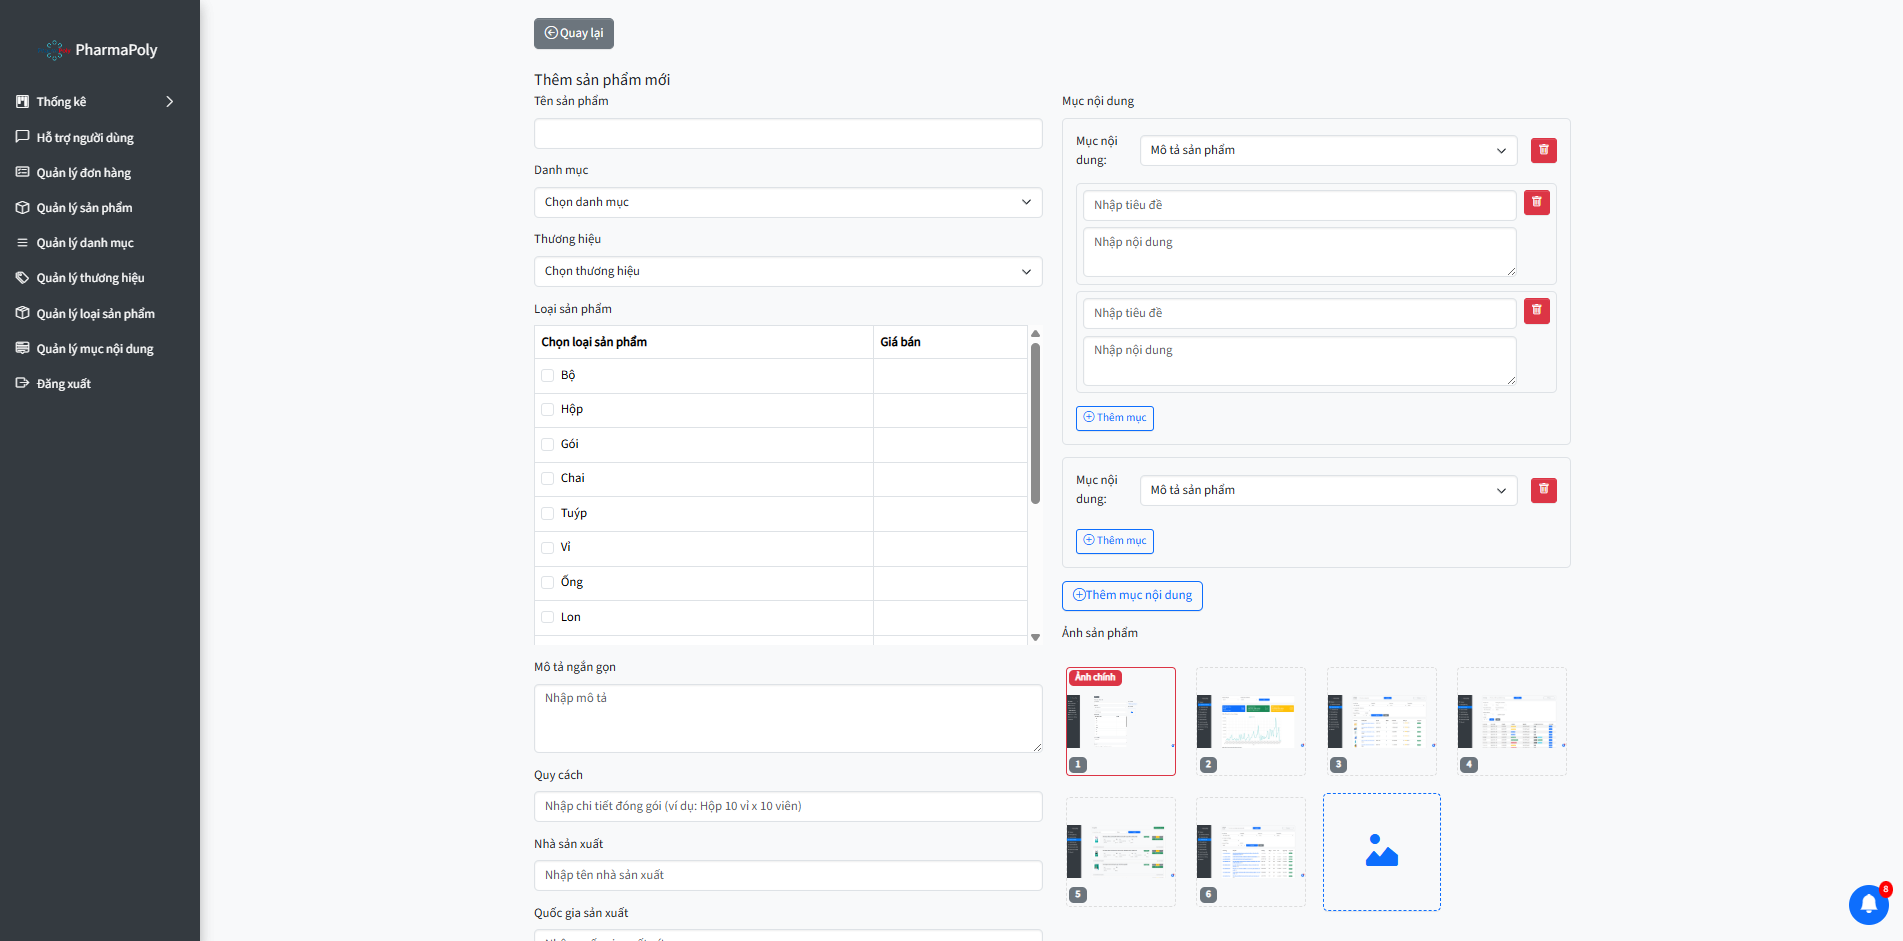 PharmaPoly
Thống kê
Hỗ trợ người dùng
Quản lý đơn hàng
Quản lý sản phẩm
Quản lý danh mục
Quản lý thương hiệu
Quản lý loại sản phẩm
Quản lý mục nội dung
Đăng xuất
Quay lại
Thêm sản phẩm mới
Tên sản phẩm
Danh mục
Chọn danh mục
Thương hiệu
Chọn thương hiệu
Loại sản phẩm
Chọn loại sản phẩm Giá bán
Bộ
Hộp
Gói
Chai
Tuýp
Vỉ
Ống
Lon
Mô tả ngắn gọn
Nhập mô tả
Quy cách
Nhập chi tiết đóng gói (ví dụ: Hộp 10 vỉ x 10 viên)
Nhà sản xuất
Nhập tên nhà sản xuất
Quốc gia sản xuất
Mục nội dung
Mục nội
dung:
Mô tả sản phẩm
Nhập tiêu đề
Nhập nội dung
Nhập tiêu đề
Nhập nội dung
Thêm mục
Mục nội
dung:
Mô tả sản phẩm
Thêm mục
Thêm mục nội dung
Ảnh sản phẩm
Ảnh chính
1
2
3
4
5
6
8